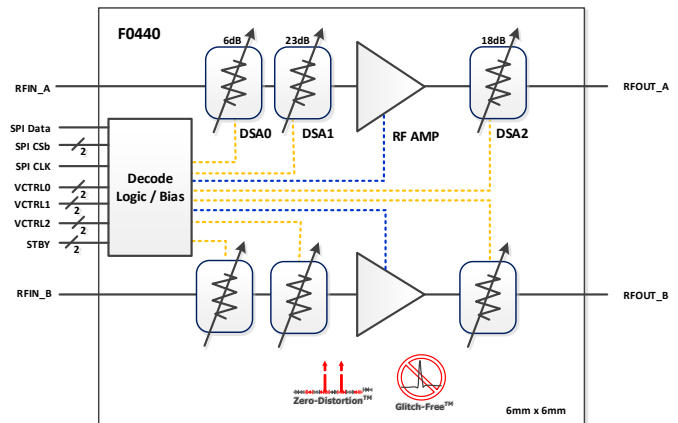 F0440
6dB
23dB
18dB
RFIN_A
RFOUT_A
DSA0
DSA1
RF AMP
DSA2
SPI Data
SPI CSb
2
SPI CLK
VCTRL0
2
VCTRL1
2
VCTRL2
2
STBY
2
Decode
Logic / Bias
RFIN_B
RFOUT_B
Zero-Distortion™
Glitch-Free™
6mm x 6mm